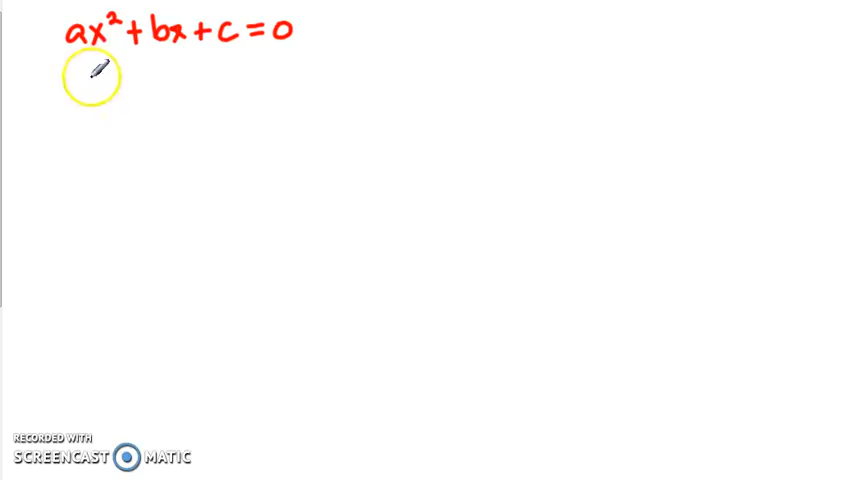 ax² + bx + c = 0
RECORDED WITH
SCREENCAST MATIC